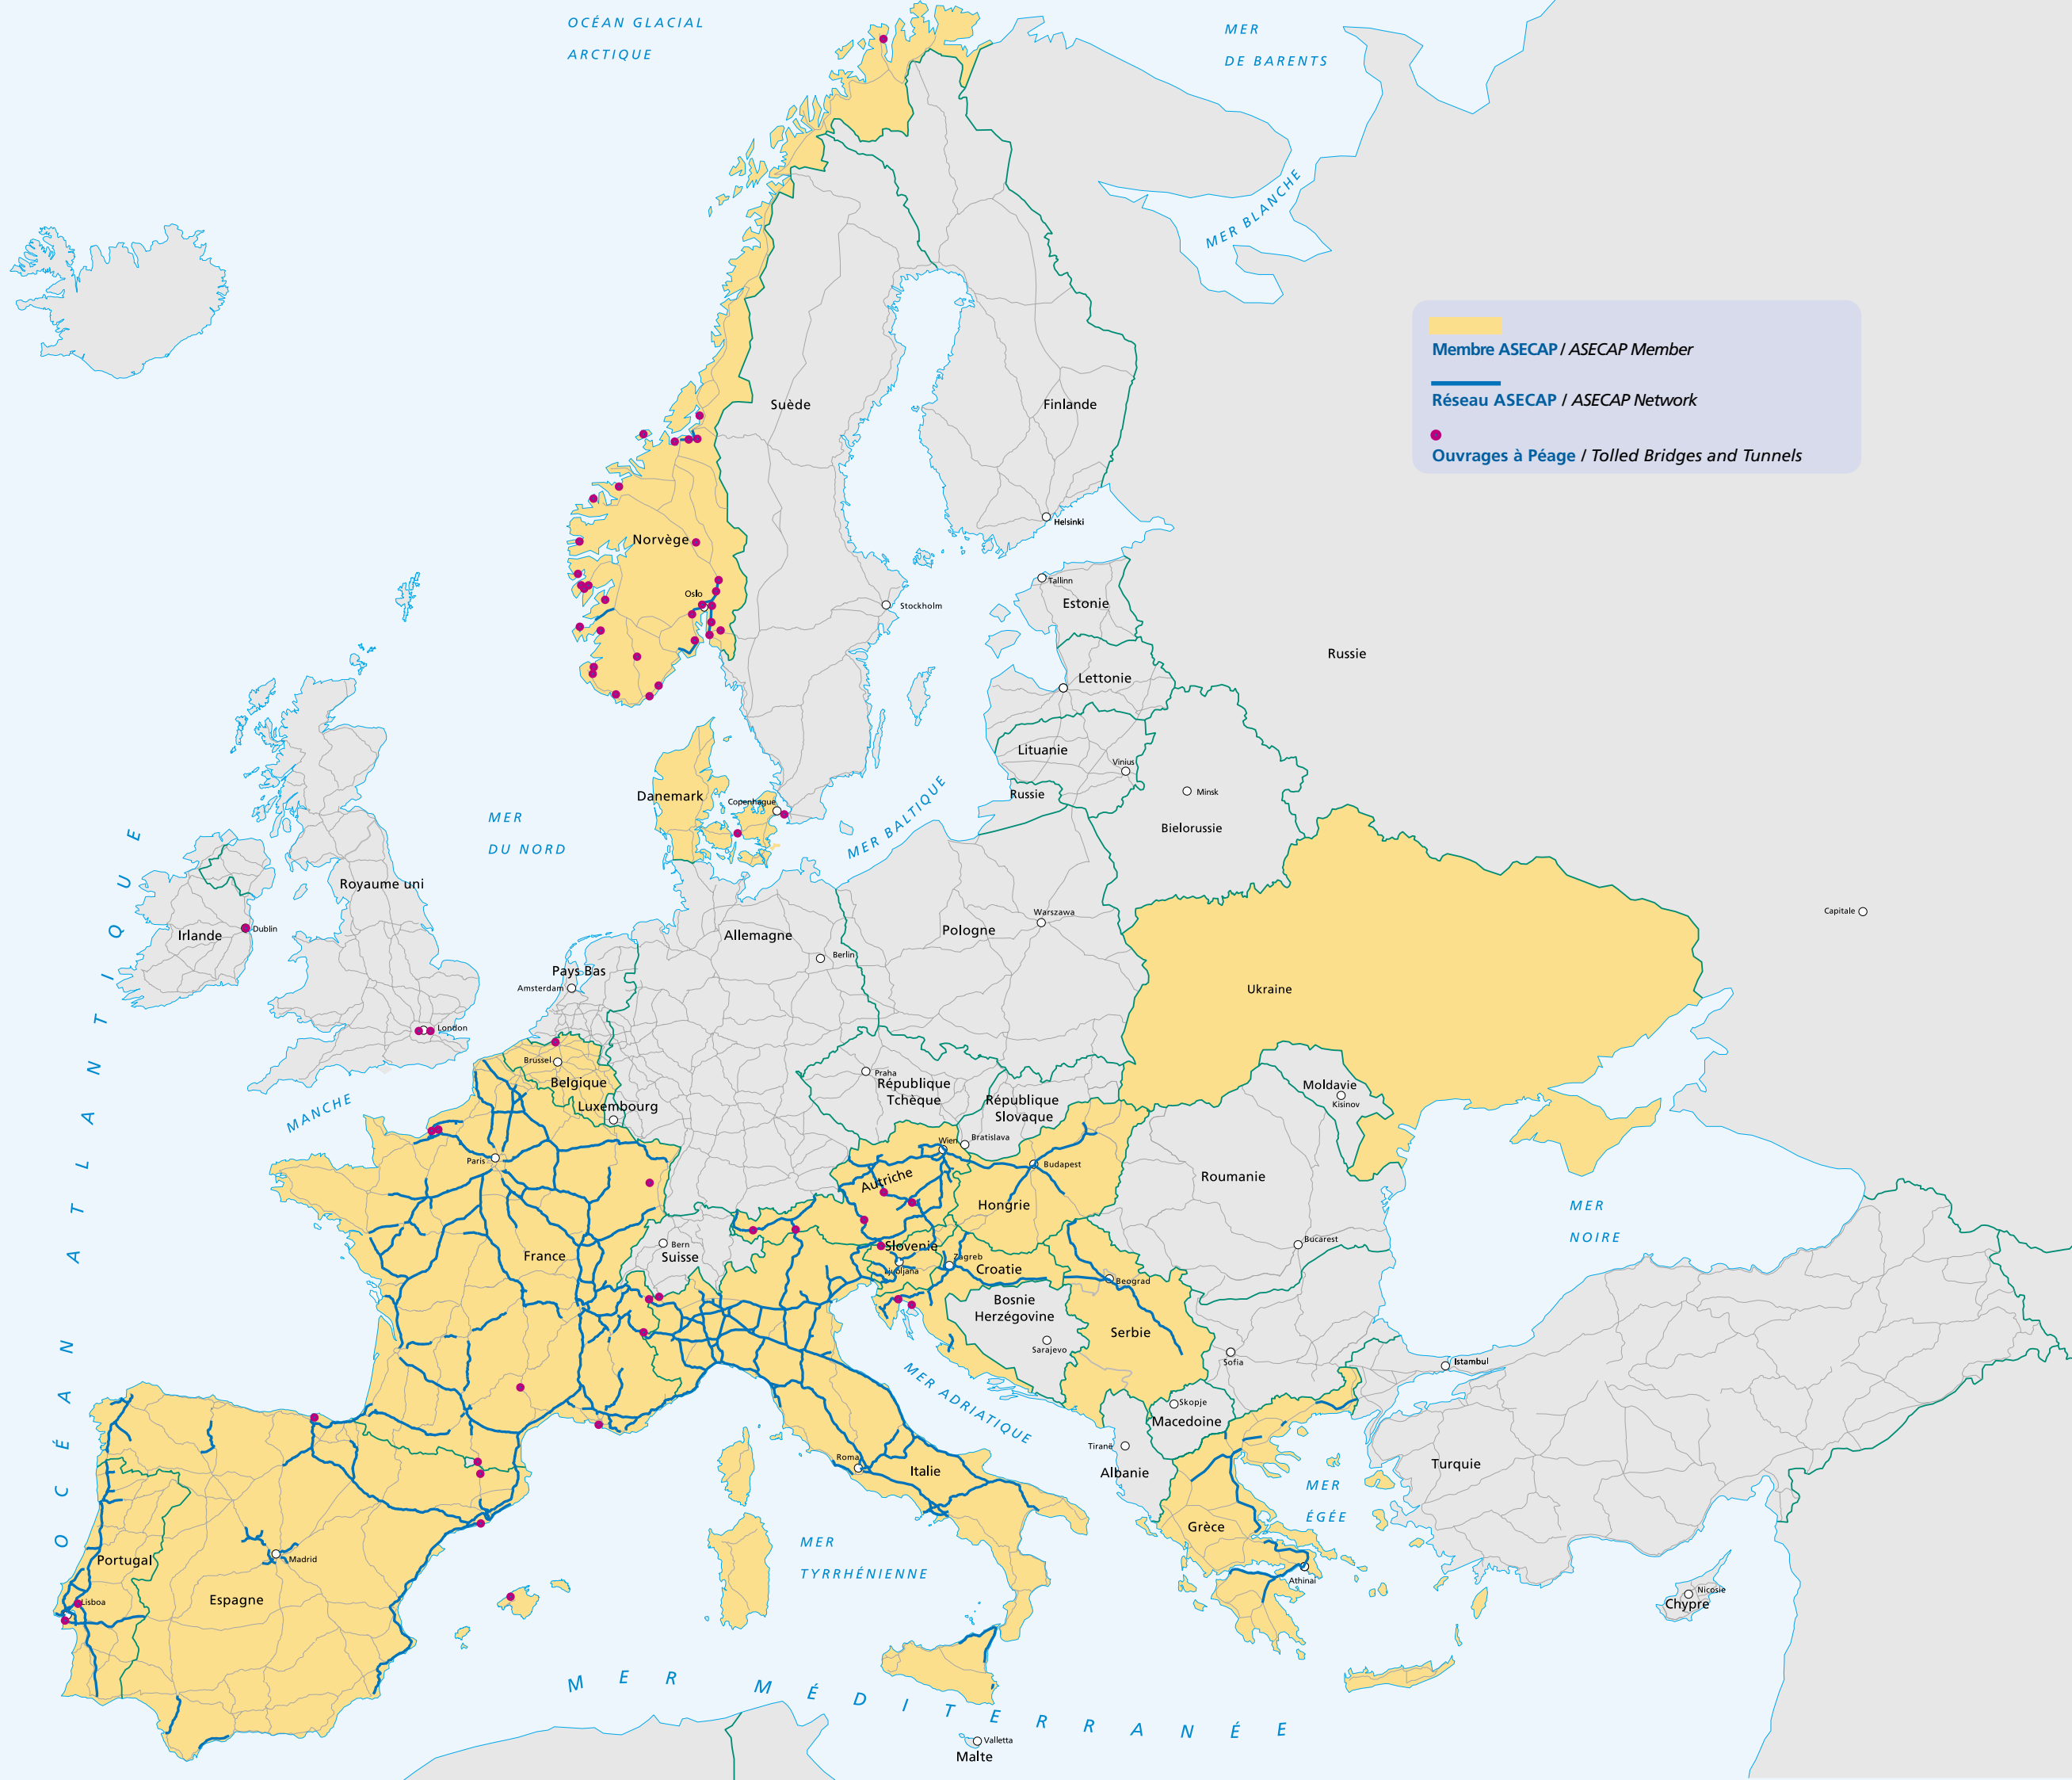 OCÉAN GLACIAL
ARCTIQUE
MER
DE BARENTS
MER BLANCHE
Membre ASECAP / ASECAP Member
Réseau ASECAP / ASECAP Network
Ouvrages à Péage / Tolled Bridges and Tunnels
Suède
Finlande
Helsinki
Norvège
Oslo
Tallinn
Estonie
Stockholm
Russie
Lettonie
Lituanie
Vinius
Russie
Minsk
Bielorussie
Danemark
Copenhague
MER
DU NORD
MER BALTIQUE
Royaume uni
Irlande
Dublin
Allemagne
Berlin
Pologne
Warszawa
Capitale
Pays Bas
Amsterdam
Ukraine
London
Brüssel
Belgique
Luxembourg
MANCHE
Praha
République
Tchèque
République
Slovaque
Moldavie
Kisinov
Paris
Wien
Bratislava
Autriche
Budapest
Hongrie
Roumanie
Bucarest
MER
NOIRE
France
Bern
Suisse
Slovenie
Ljubljana
Zagreb
Croatie
Beograd
Bosnie
Herzégovine
Sarajevo
Serbie
Sofia
Istambul
MER ADRIATIQUE
Skopje
Macedoine
Tirane
Albanie
Roma
Italie
Turquie
MER
ÉGÉE
Grèce
Athinai
MER
TYRRHÉNIENNE
Portugal
Madrid
Espagne
Lisboa
Nicosie
Chypre
OCÉAN ATLANTIQUE
MER MÉDITERRANÉE
Valletta
Malte